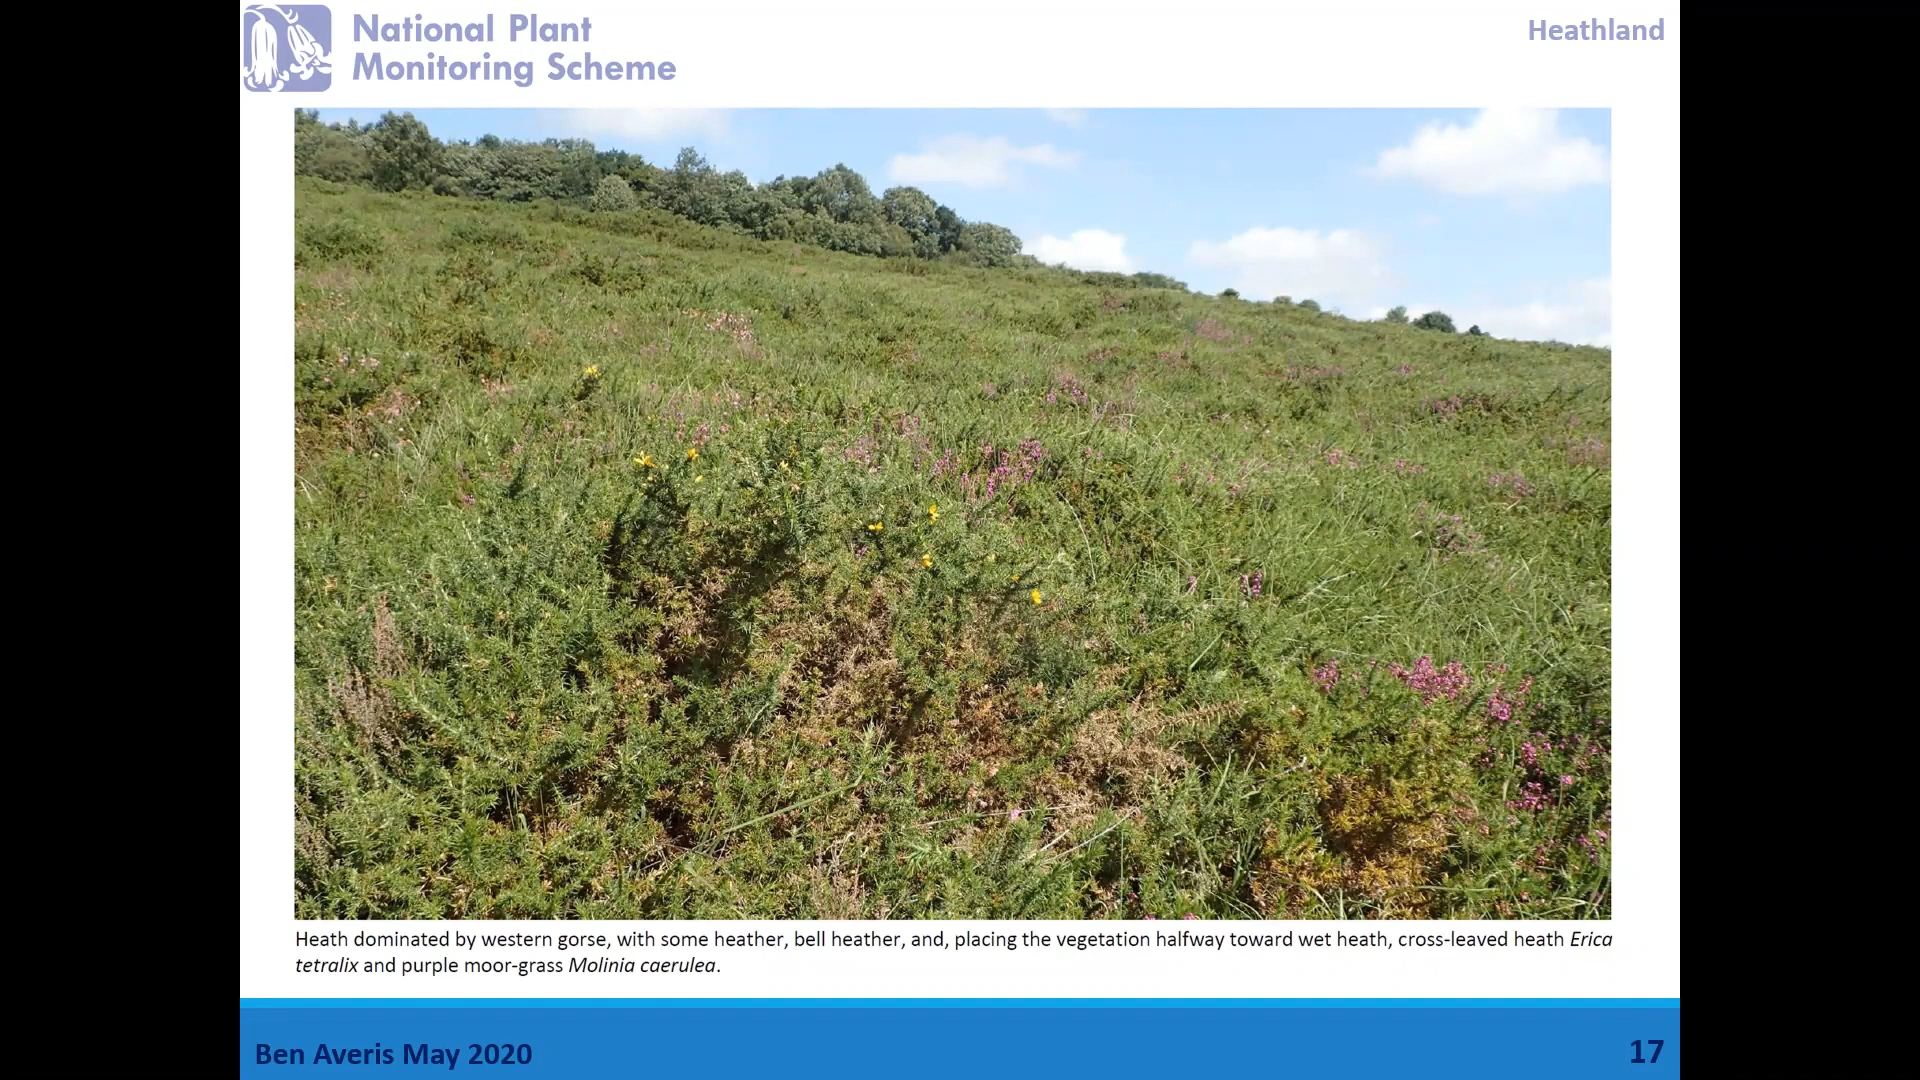 National Plant
Monitoring Scheme
Heathland
Heath dominated by western gorse, with some heather, bell heather, and, placing the vegetation halfway toward wet heath, cross-leaved heath Erica
tetralix and purple moor-grass Molinia caerulea.
Ben Averis May 2020
17